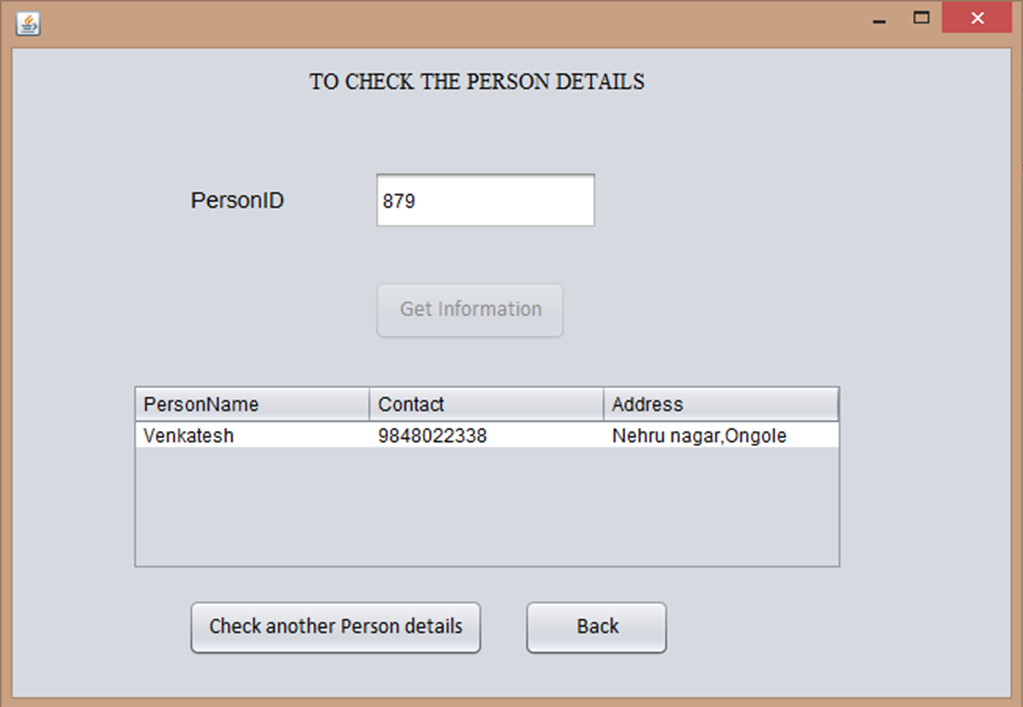 TO CHECK THE PERSON DETAILS
PersonID
879
Get Information
PersonName Contact Address
Venkatesh 9848022338 Nehru nagar,Ongole
Check another Person details Back